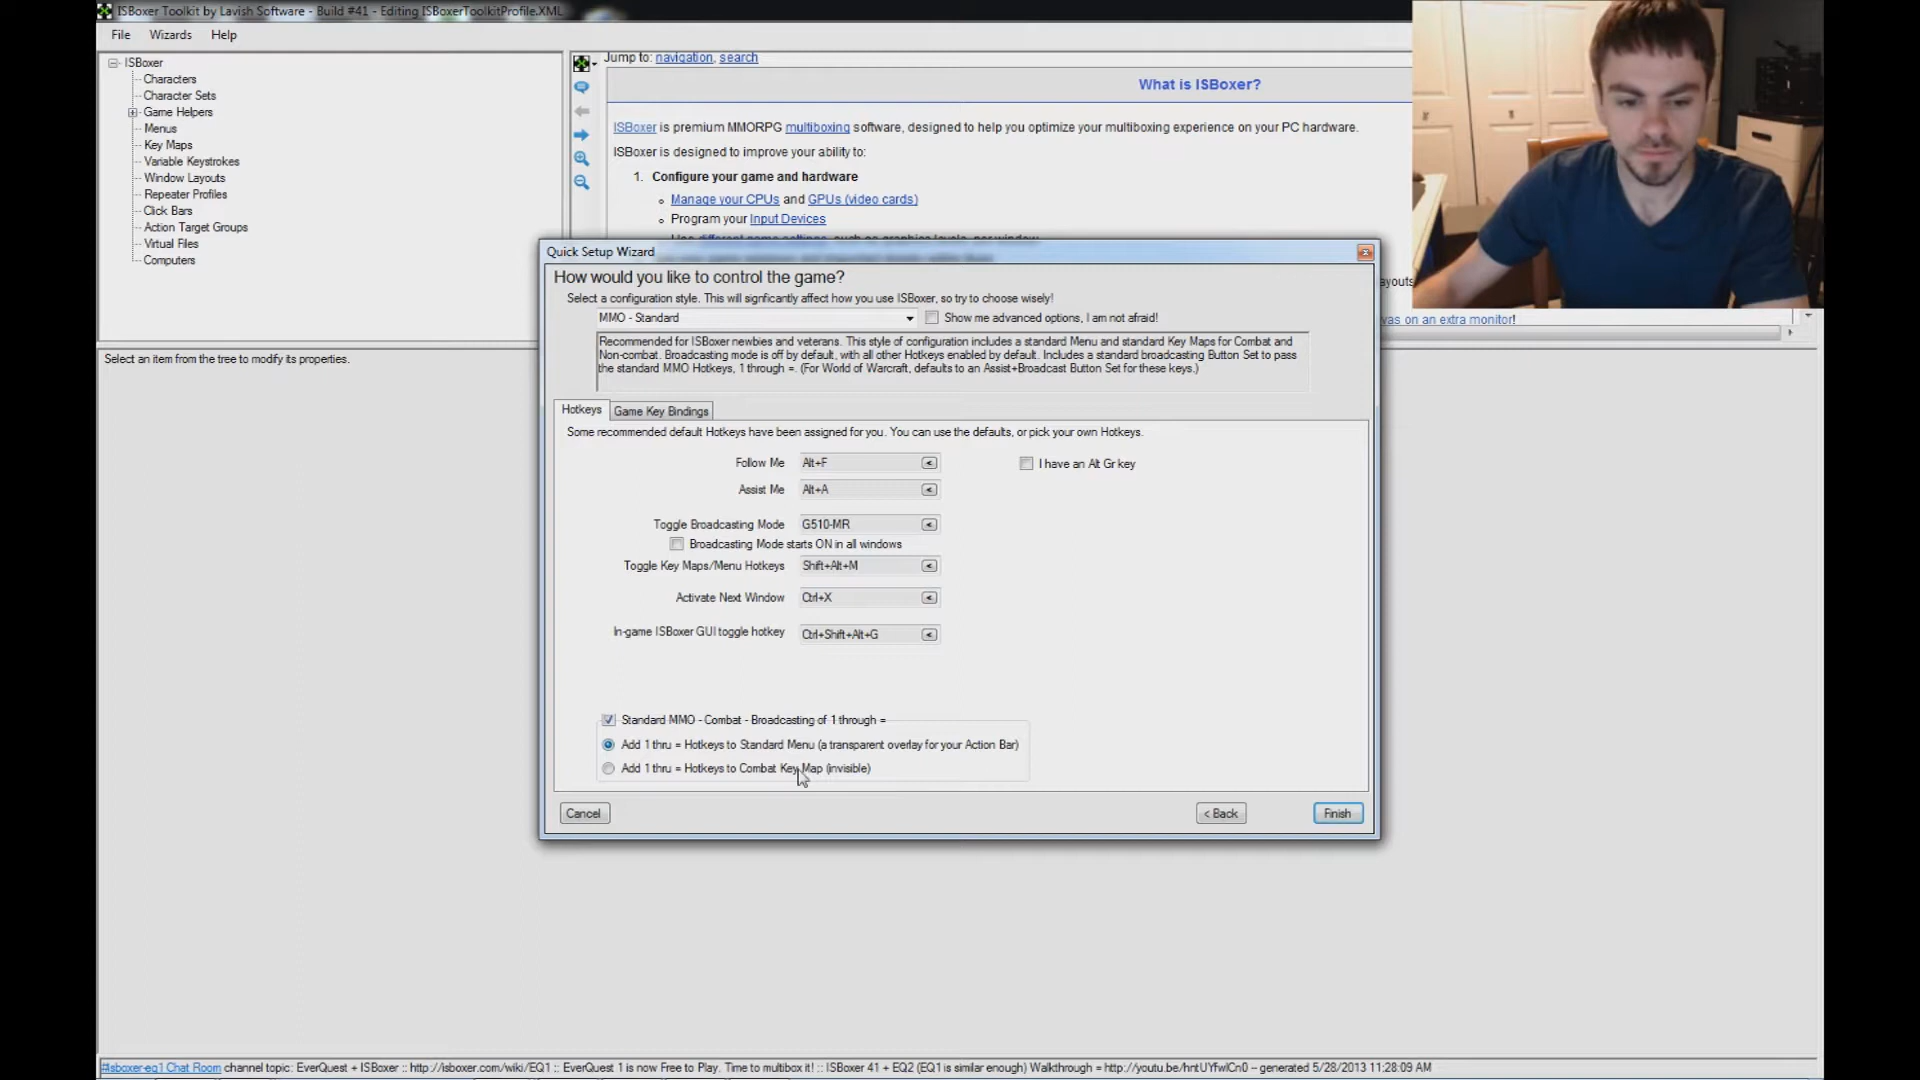 ISBoxer Toolkit by Lavish Software - Build #41 - Editing ISBoxerToolkitProfile.XML
File Wizards Help
ISBoxer
Characters
Character Sets
Game Helpers
Menus
Key Maps
Variable Keystrokes
Window Layouts
Repeater Profiles
Click Bars
Action Target Groups
Virtual Files
Computers
Select an item from the tree to modify its properties.
Jump to: navigation, search
What is ISBoxer?
ISBoxer is premium MMORPG multiboxing software, designed to help you optimize your multiboxing experience on your PC hardware.
ISBoxer is designed to improve your ability to:
1. Configure your game and hardware
Manage your CPUs and GPUs (video cards)
Program your Input Devices
ayouts
vas on an extra monitor!
Quick Setup Wizard
How would you like to control the game?
Select a configuration style. This will signficantly affect how you use ISBoxer, so try to choose wisely!
MMO - Standard
Show me advanced options, I am not afraid!
Recommended for ISBoxer newbies and veterans. This style of configuration includes a standard Menu and standard Key Maps for Combat and
Non-combat. Broadcasting mode is off by default, with all other Hotkeys enabled by default. Includes a standard broadcasting Button Set to pass
the standard MMO Hotkeys, 1 through =. (For World of Warcraft, defaults to an Assist+Broadcast Button Set for these keys.)
Hotkeys Game Key Bindings
Some recommended default Hotkeys have been assigned for you. You can use the defaults, or pick your own Hotkeys.
Follow Me Alt+F <
I have an Alt Gr key
Assist Me Alt+A <
Toggle Broadcasting Mode G510-MR <
Broadcasting Mode starts ON in all windows
Toggle Key Maps/Menu Hotkeys Shift+Alt+M <
Activate Next Window Ctrl+X <
In-game ISBoxer GUI toggle hotkey Ctrl+Shift+Alt+G <
Standard MMO - Combat - Broadcasting of 1 through =
Add 1 thru = Hotkeys to Standard Menu (a transparent overlay for your Action Bar)
Add 1 thru = Hotkeys to Combat Key Map (invisible)
Cancel < Back Finish
#isboxer-eq1 Chat Room channel topic: EverQuest + ISBoxer :: http://isboxer.com/wiki/EQ1 :: EverQuest 1 is now Free to Play. Time to multibox it! :: ISBoxer 41 + EQ2 (EQ1 is similar enough) Walkthrough = http://youtu.be/hntUYfwlCn0 -- generated 5/28/2013 11:28:09 AM